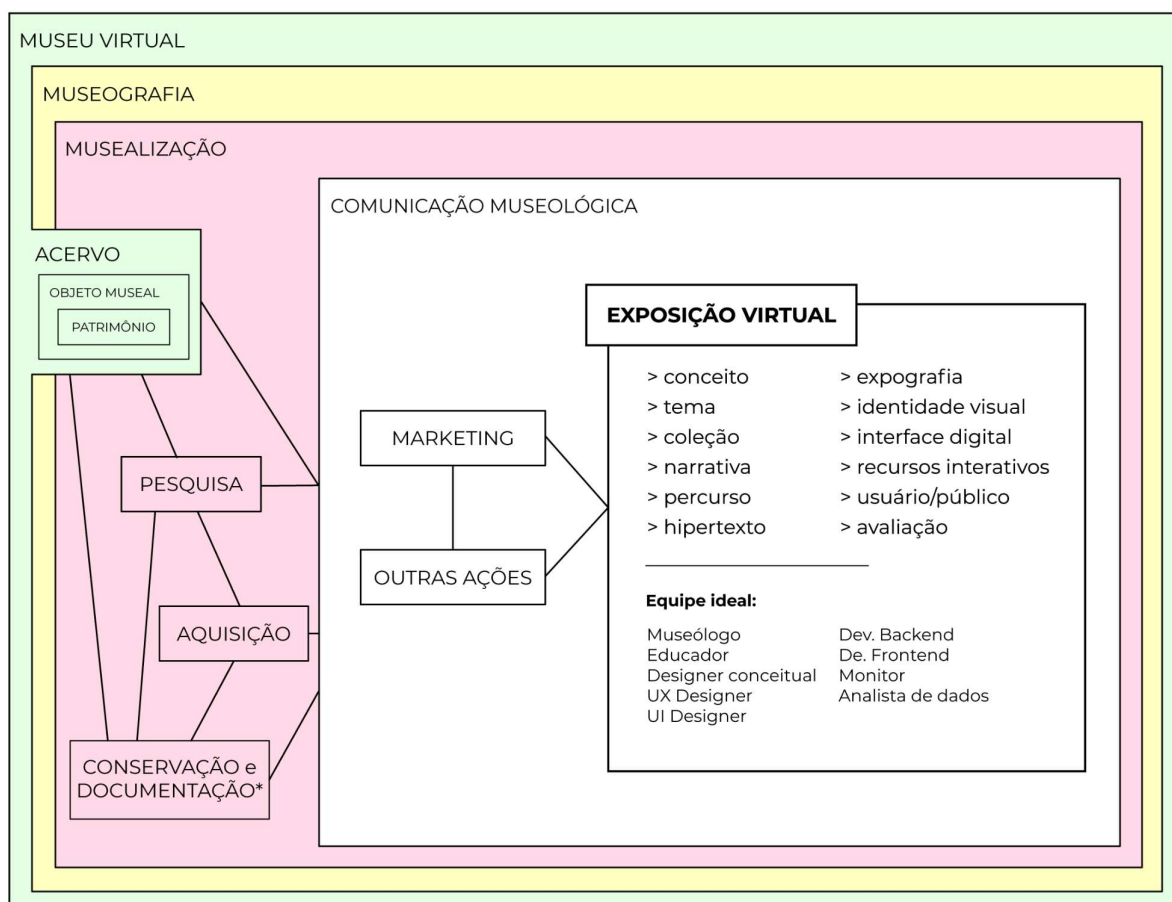 MUSEU VIRTUAL
MUSEOGRAFIA
MUSEALIZAÇÃO
COMUNICAÇÃO MUSEOLÓGICA
ACERVO
OBJETO MUSEAL
PATRIMÔNIO
PESQUISA
AQUISIÇÃO
CONSERVAÇÃO e
DOCUMENTAÇÃO*
MARKETING
OUTRAS AÇÕES
EXPOSIÇÃO VIRTUAL
> conceito
> tema
> coleção
> narrativa
> percurso
> hipertexto
> expografia
> identidade visual
> interface digital
> recursos interativos
> usuário/público
> avaliação
Equipe ideal:
Museólogo
Educador
Designer conceitual
UX Designer
UI Designer
Dev. Backend
De. Frontend
Monitor
Analista de dados